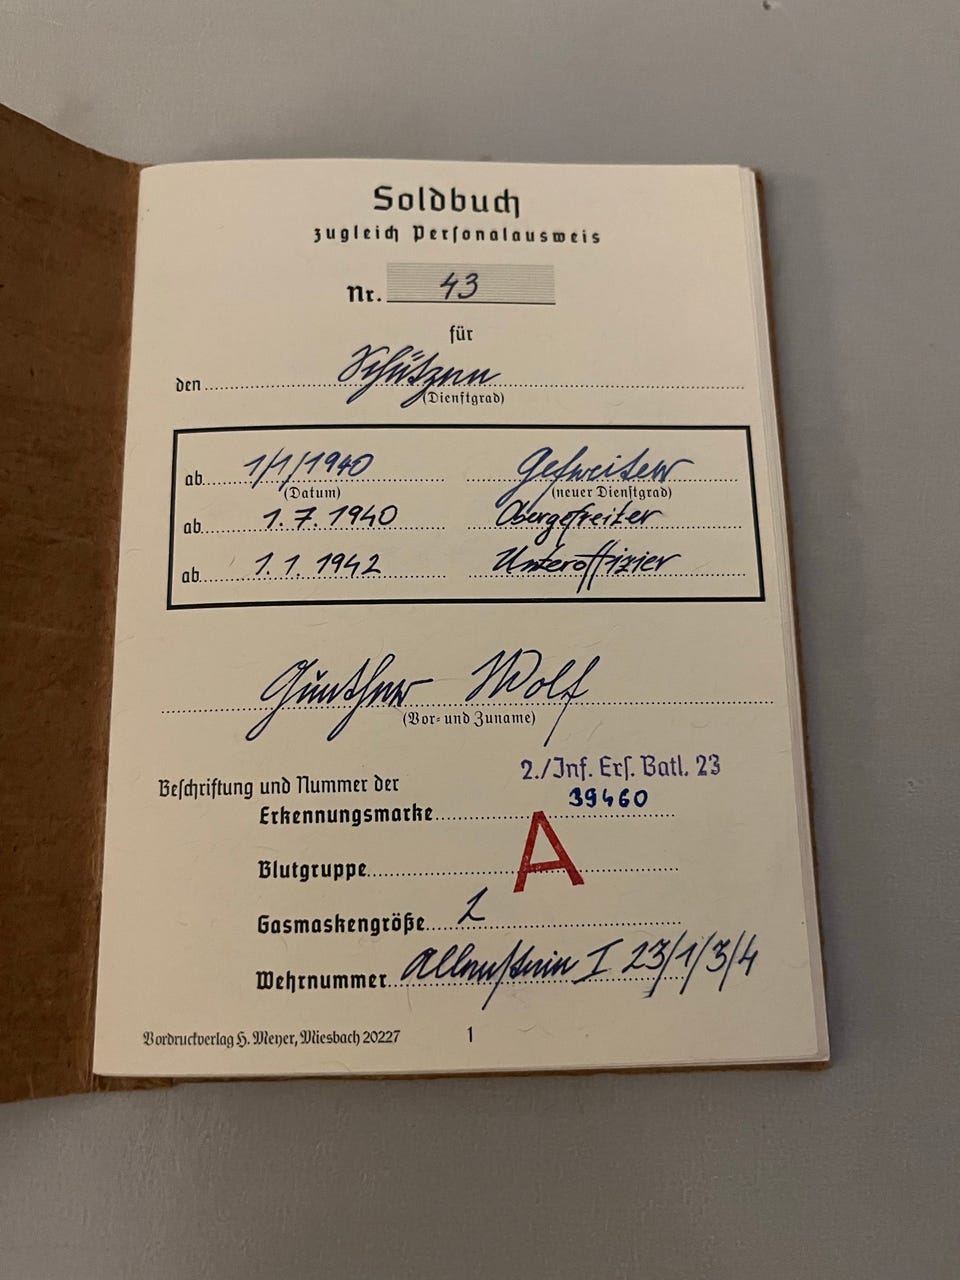 Soldbuch
zugleich Personalausweis
Nr. 43
für
den Schützen
(Dienstgrad)
ab 1/1/1940 Gefreiter
(Datum) (neuer Dienstgrad)
ab 1.7.1940 Obergefreiter
ab 1.1.1942 Unteroffizier
Günther Wolf
(Vor- und Zuname)
2./Inf. Ers. Batl. 23
Beschriftung und Nummer der
Erkennungsmarke 39460
Blutgruppe A
Gasmaskengröße 2
Wehrnummer Allenstein I 23/1/3/4
Vordruckverlag H. Meyer, Miesbach 20227 1